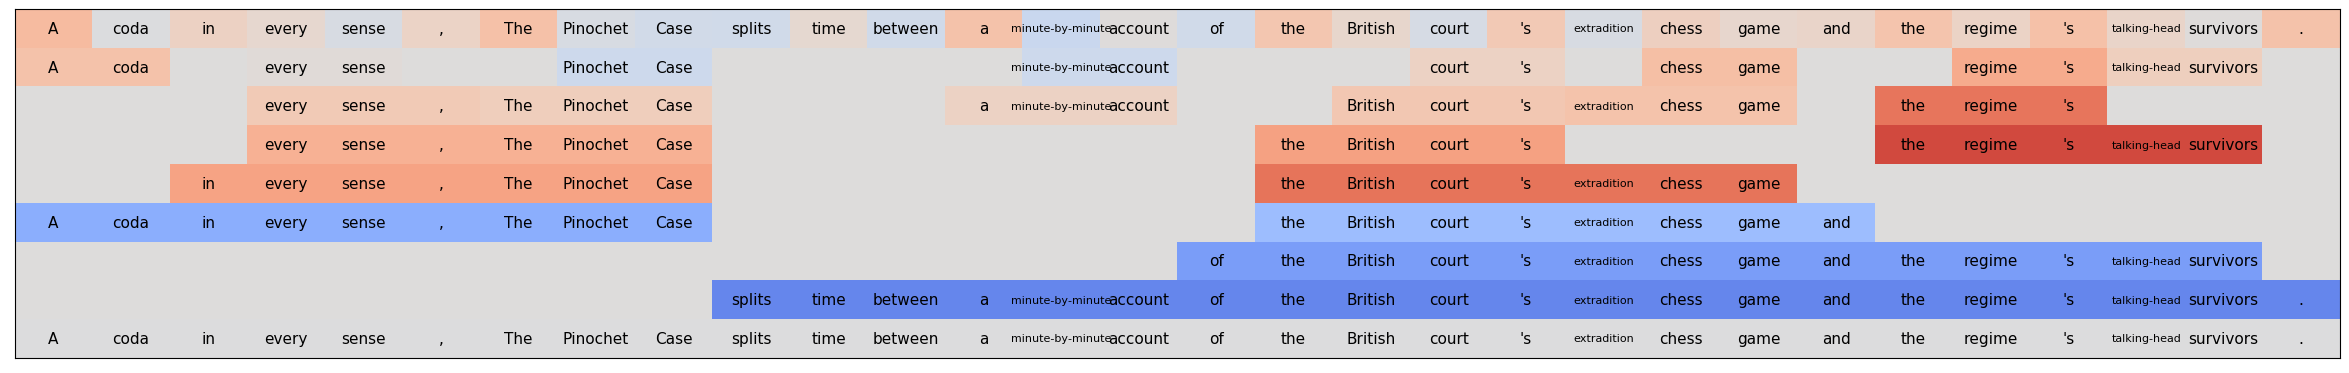 A coda in every sense , The Pinochet Case splits time between a minute-by-minute account of the British court 's extradition chess game and the regime 's talking-head survivors .
A coda every sense Pinochet Case minute-by-minute account court 's chess game regime 's talking-head survivors
every sense , The Pinochet Case a minute-by-minute account British court 's extradition chess game the regime 's
every sense , The Pinochet Case the British court 's the regime 's talking-head survivors
in every sense , The Pinochet Case the British court 's extradition chess game
A coda in every sense , The Pinochet Case the British court 's extradition chess game and
of the British court 's extradition chess game and the regime 's talking-head survivors
splits time between a minute-by-minute account of the British court 's extradition chess game and the regime 's talking-head survivors .
A coda in every sense , The Pinochet Case splits time between a minute-by-minute account of the British court 's extradition chess game and the regime 's talking-head survivors .